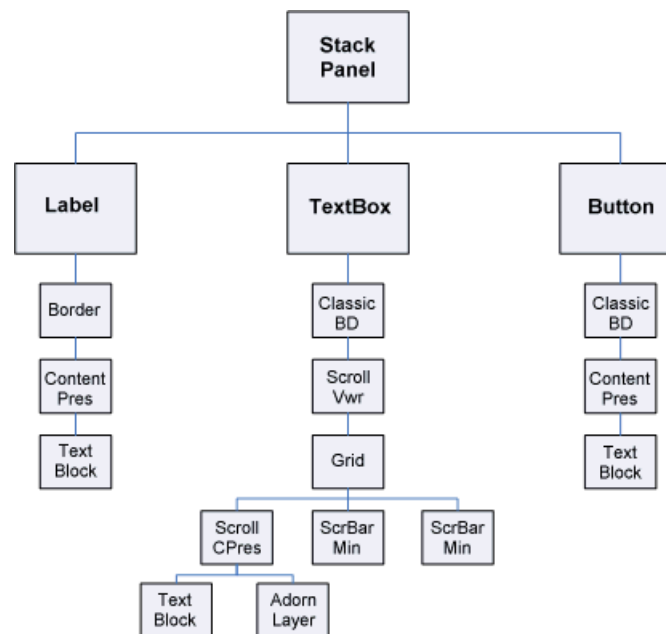 Stack
Panel
Label
TextBox
Button
Border
Classic
BD
Classic
BD
Content
Pres
Scroll
Vwr
Content
Pres
Text
Block
Grid
Text
Block
Scroll
CPres
ScrBar
Min
ScrBar
Min
Text
Block
Adorn
Layer